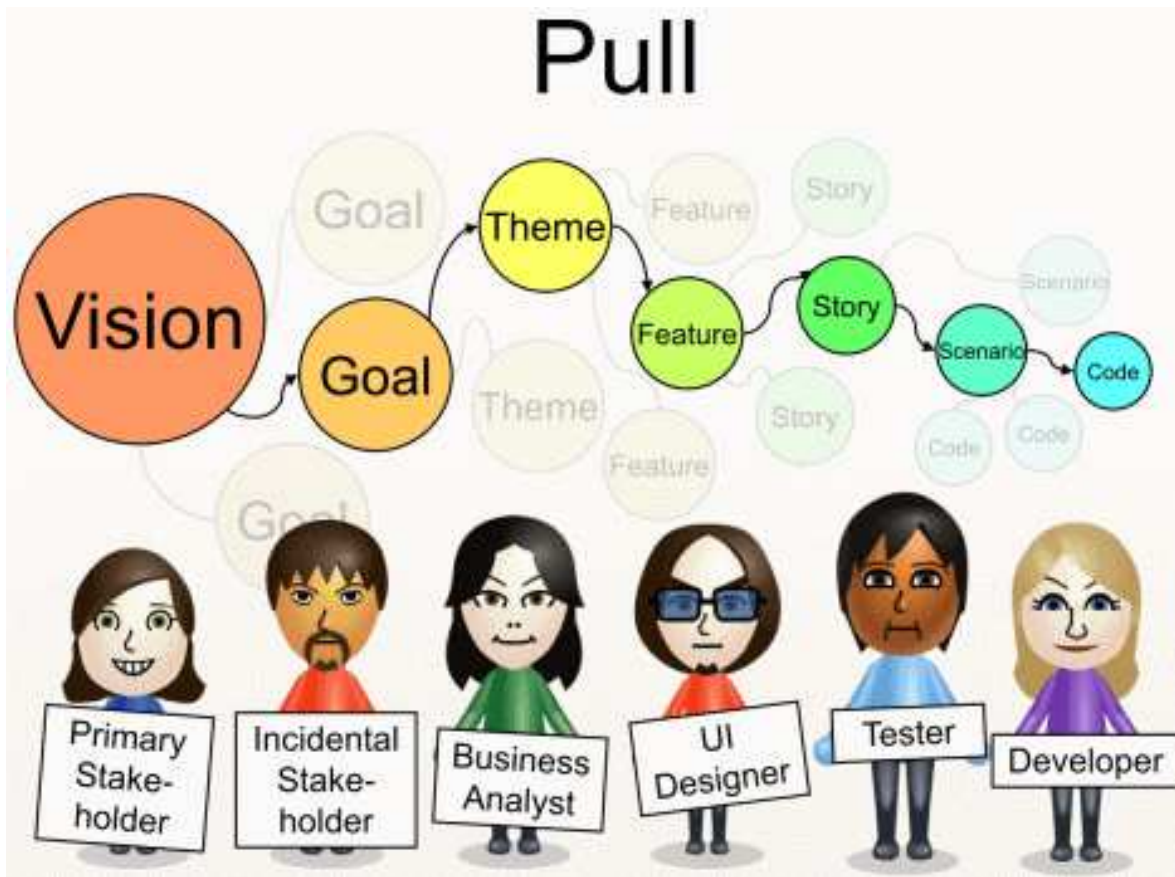 Pull
Goal
Theme
Feature
Story
Vision
Goal
Feature
Story
Scenario
Scenario
Code
Theme
Feature
Story
Code
Code
Goal
Primary
Stake-
holder
Incidental
Stake-
holder
Business
Analyst
UI
Designer
Tester
Developer